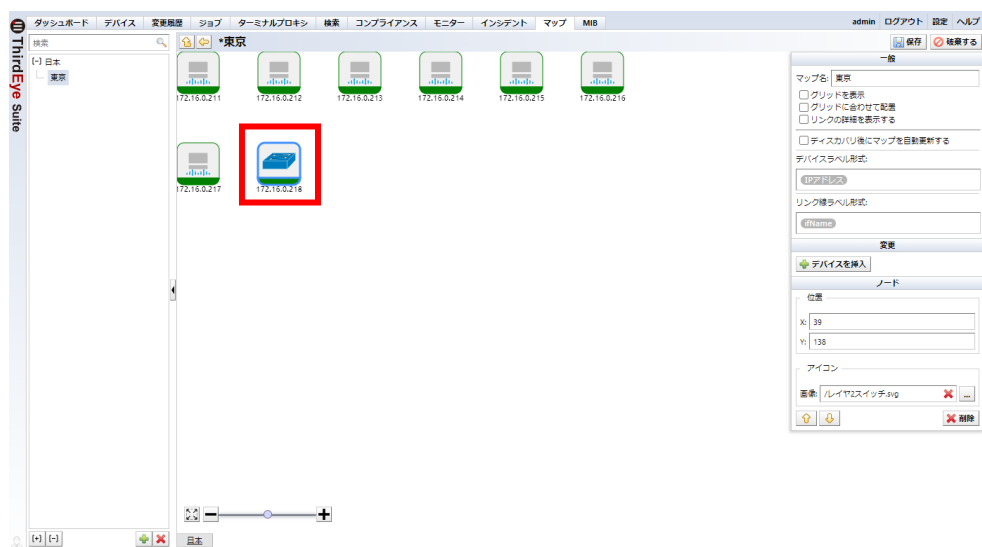 ThirdEye Suite
ダッシュボード デバイス 変更履歴 ジョブ ターミナルプロキシ 検索 コンプライアンス モニター インシデント マップ MIB admin ログアウト 設定 ヘルプ
検索
*東京
保存 破棄する
[-] 日本
東京
172.16.0.211 172.16.0.212 172.16.0.213 172.16.0.214 172.16.0.215 172.16.0.216
172.16.0.217 172.16.0.218
一般
マップ名: 東京
グリッドを表示
グリッドに合わせて配置
リンクの詳細を表示する
ディスカバリ後にマップを自動更新する
デバイスラベル形式:
IPアドレス
リンク線ラベル形式:
ifName
変更
デバイスを挿入
ノード
位置
X: 39
Y: 138
アイコン
画像: /レイヤ2スイッチ.svg ...
削除
[+] [-]
日本